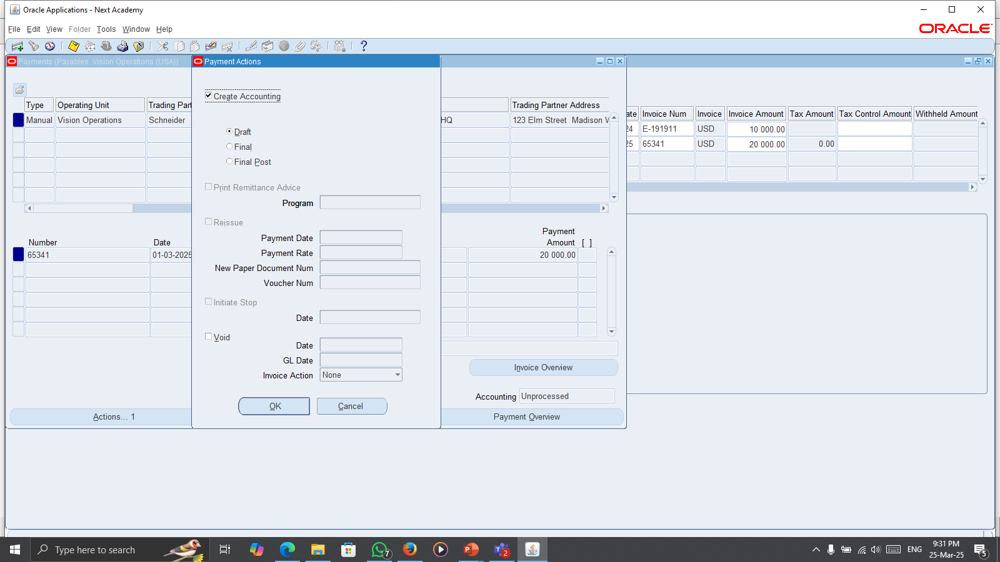 Oracle Applications - Next Academy
File Edit View Folder Tools Window Help
ORACLE
Payments (Payables, Vision Operations (USA))
Payment Actions
Create Accounting
Draft
Final
Final Post
Print Remittance Advice
Program
Reissue
Payment Date
Payment Rate
New Paper Document Num
Voucher Num
Initiate Stop
Date
Void
Date
GL Date
Invoice Action None
OK Cancel
Type Operating Unit Trading Part Trading Partner Address
Manual Vision Operations Schneider HQ 123 Elm Street Madison W
Number Date Payment
Amount [ ]
65341 01-03-2025 20 000.00
Invoice Overview
Accounting Unprocessed
Actions... 1 Payment Overview
ate Invoice Num Invoice Invoice Amount Tax Amount Tax Control Amount Withheld Amount
24 E-191911 USD 10 000.00
25 65341 USD 20 000.00 0.00
Type here to search
7
2
ENG
9:31 PM
25-Mar-25
5